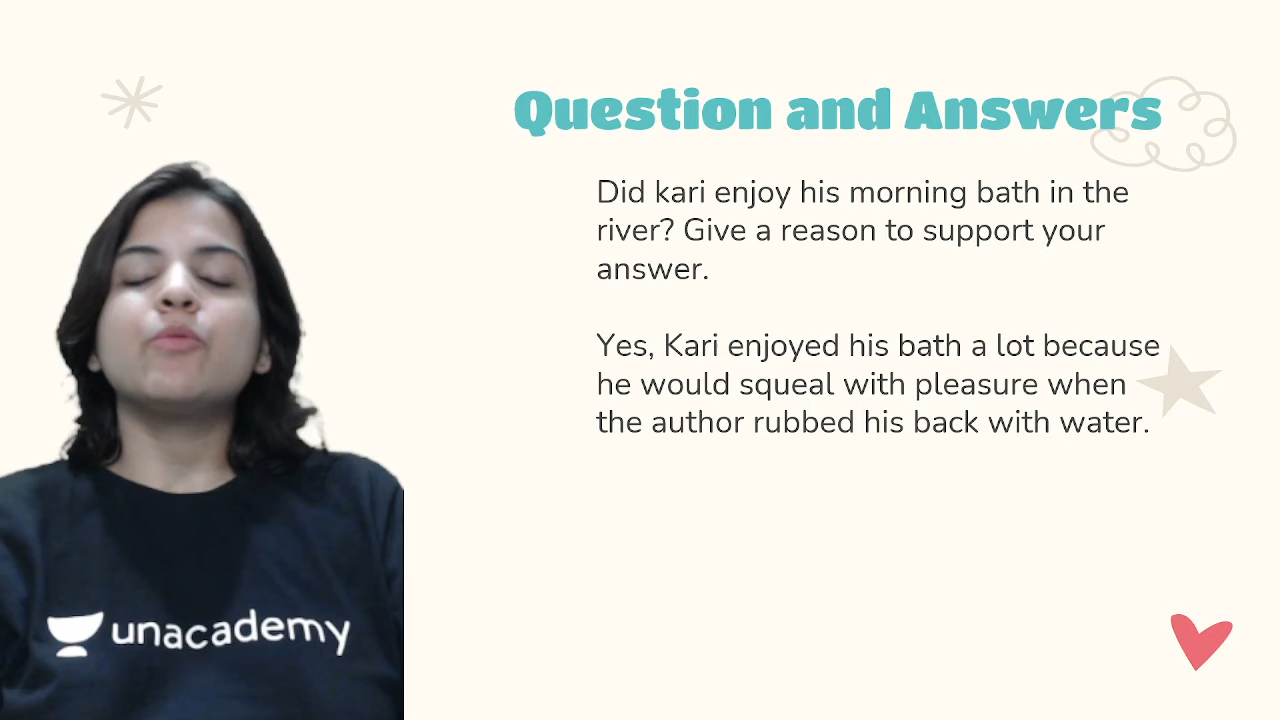 Question and Answers
Did kari enjoy his morning bath in the
river? Give a reason to support your
answer.
Yes, Kari enjoyed his bath a lot because
he would squeal with pleasure when
the author rubbed his back with water.
unacademy